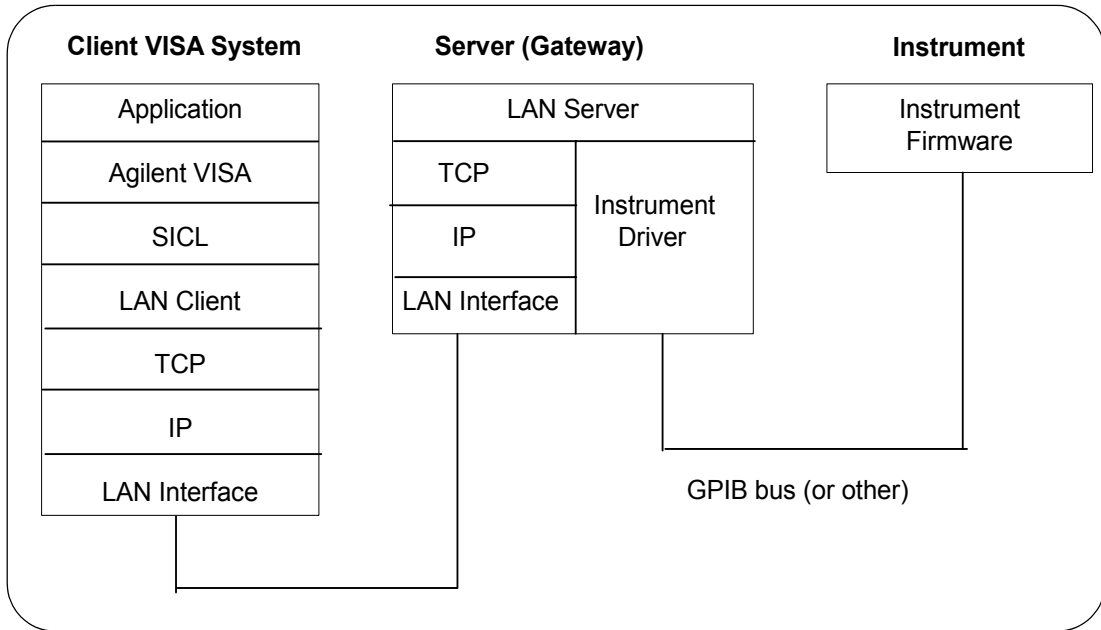 Client VISA System
Application
Agilent VISA
SICL
LAN Client
TCP
IP
LAN Interface
Server (Gateway)
LAN Server
TCP
IP
LAN Interface
Instrument
Driver
Instrument
Instrument
Firmware
GPIB bus (or other)